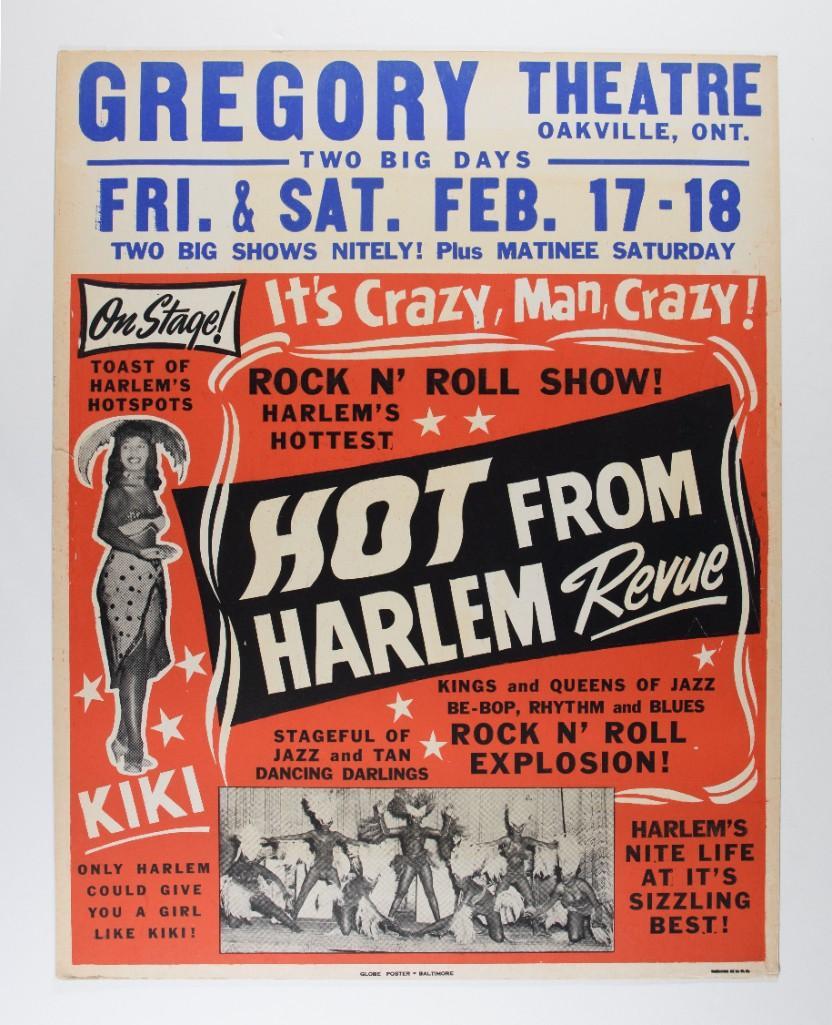 GREGORY THEATRE
OAKVILLE, ONT.
TWO BIG DAYS
FRI. & SAT. FEB. 17-18
TWO BIG SHOWS NITELY! Plus MATINEE SATURDAY
On Stage!
It's Crazy, Man, Crazy!
TOAST OF
HARLEM'S
HOTSPOTS
ROCK N' ROLL SHOW!
HARLEM'S
HOTTEST
HOT FROM
HARLEM Revue
KINGS and QUEENS OF JAZZ
BE-BOP, RHYTHM and BLUES
ROCK N' ROLL
EXPLOSION!
STAGEFUL OF
JAZZ and TAN
DANCING DARLINGS
KIKI
ONLY HARLEM
COULD GIVE
YOU A GIRL
LIKE KIKI!
HARLEM'S
NITE LIFE
AT IT'S
SIZZLING
BEST!
GLOBE POSTER - BALTIMORE